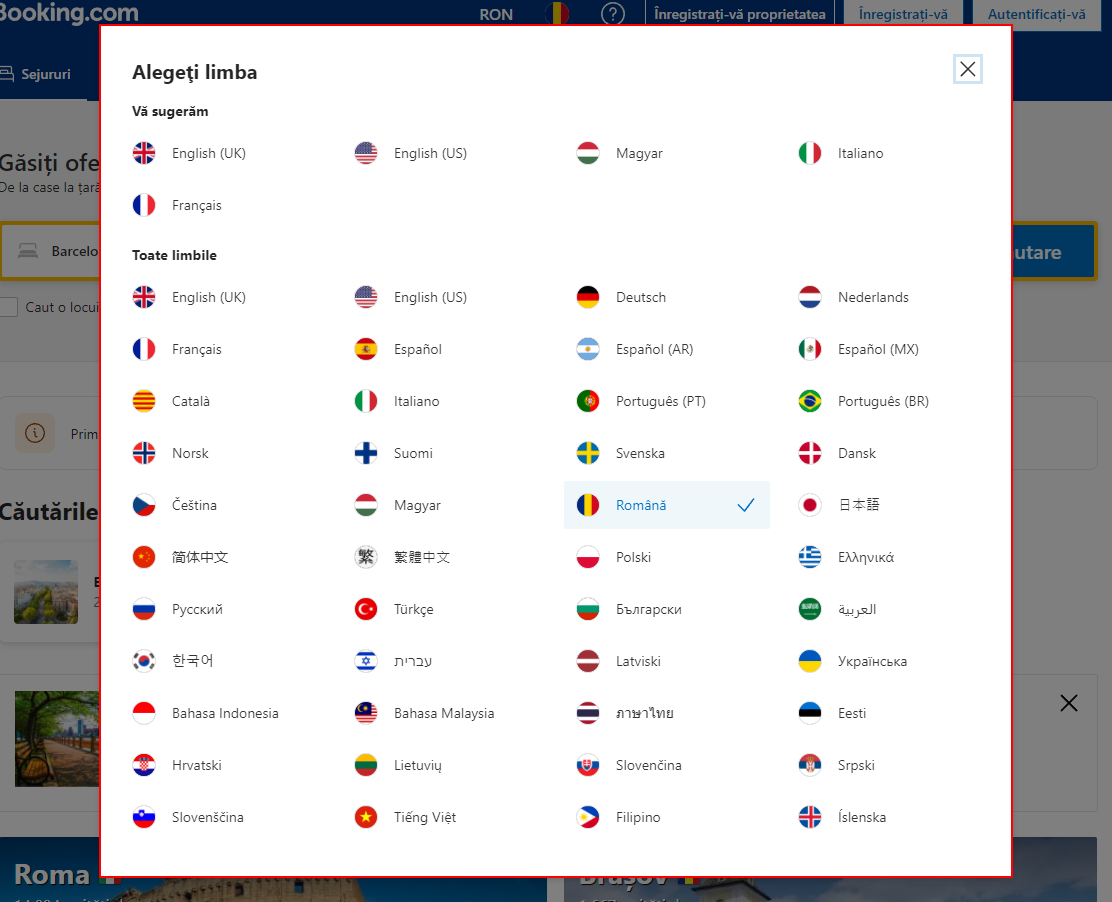 Booking.com
RON
Înregistrați-vă proprietatea
Înregistrați-vă
Autentificați-vă
Sejururi
Alegeţi limba
Vă sugerăm
English (UK)
English (US)
Magyar
Italiano
Français
Toate limbile
English (UK)
English (US)
Deutsch
Nederlands
Français
Español
Español (AR)
Español (MX)
Català
Italiano
Português (PT)
Português (BR)
Norsk
Suomi
Svenska
Dansk
Čeština
Magyar
Română
日本語
简体中文
繁
繁體中文
Polski
Ελληνικά
Русский
Türkçe
Български
العربية
한국어
עברית
Latviski
Українська
Bahasa Indonesia
Bahasa Malaysia
ภาษาไทย
Eesti
Hrvatski
Lietuvių
Slovenčina
Srpski
Slovenščina
Tiếng Việt
Filipino
Íslenska
Găsiți ofe
De la case la țară
Barcelo
utare
Caut o locui
Prim
Căutările
Roma
Brașov